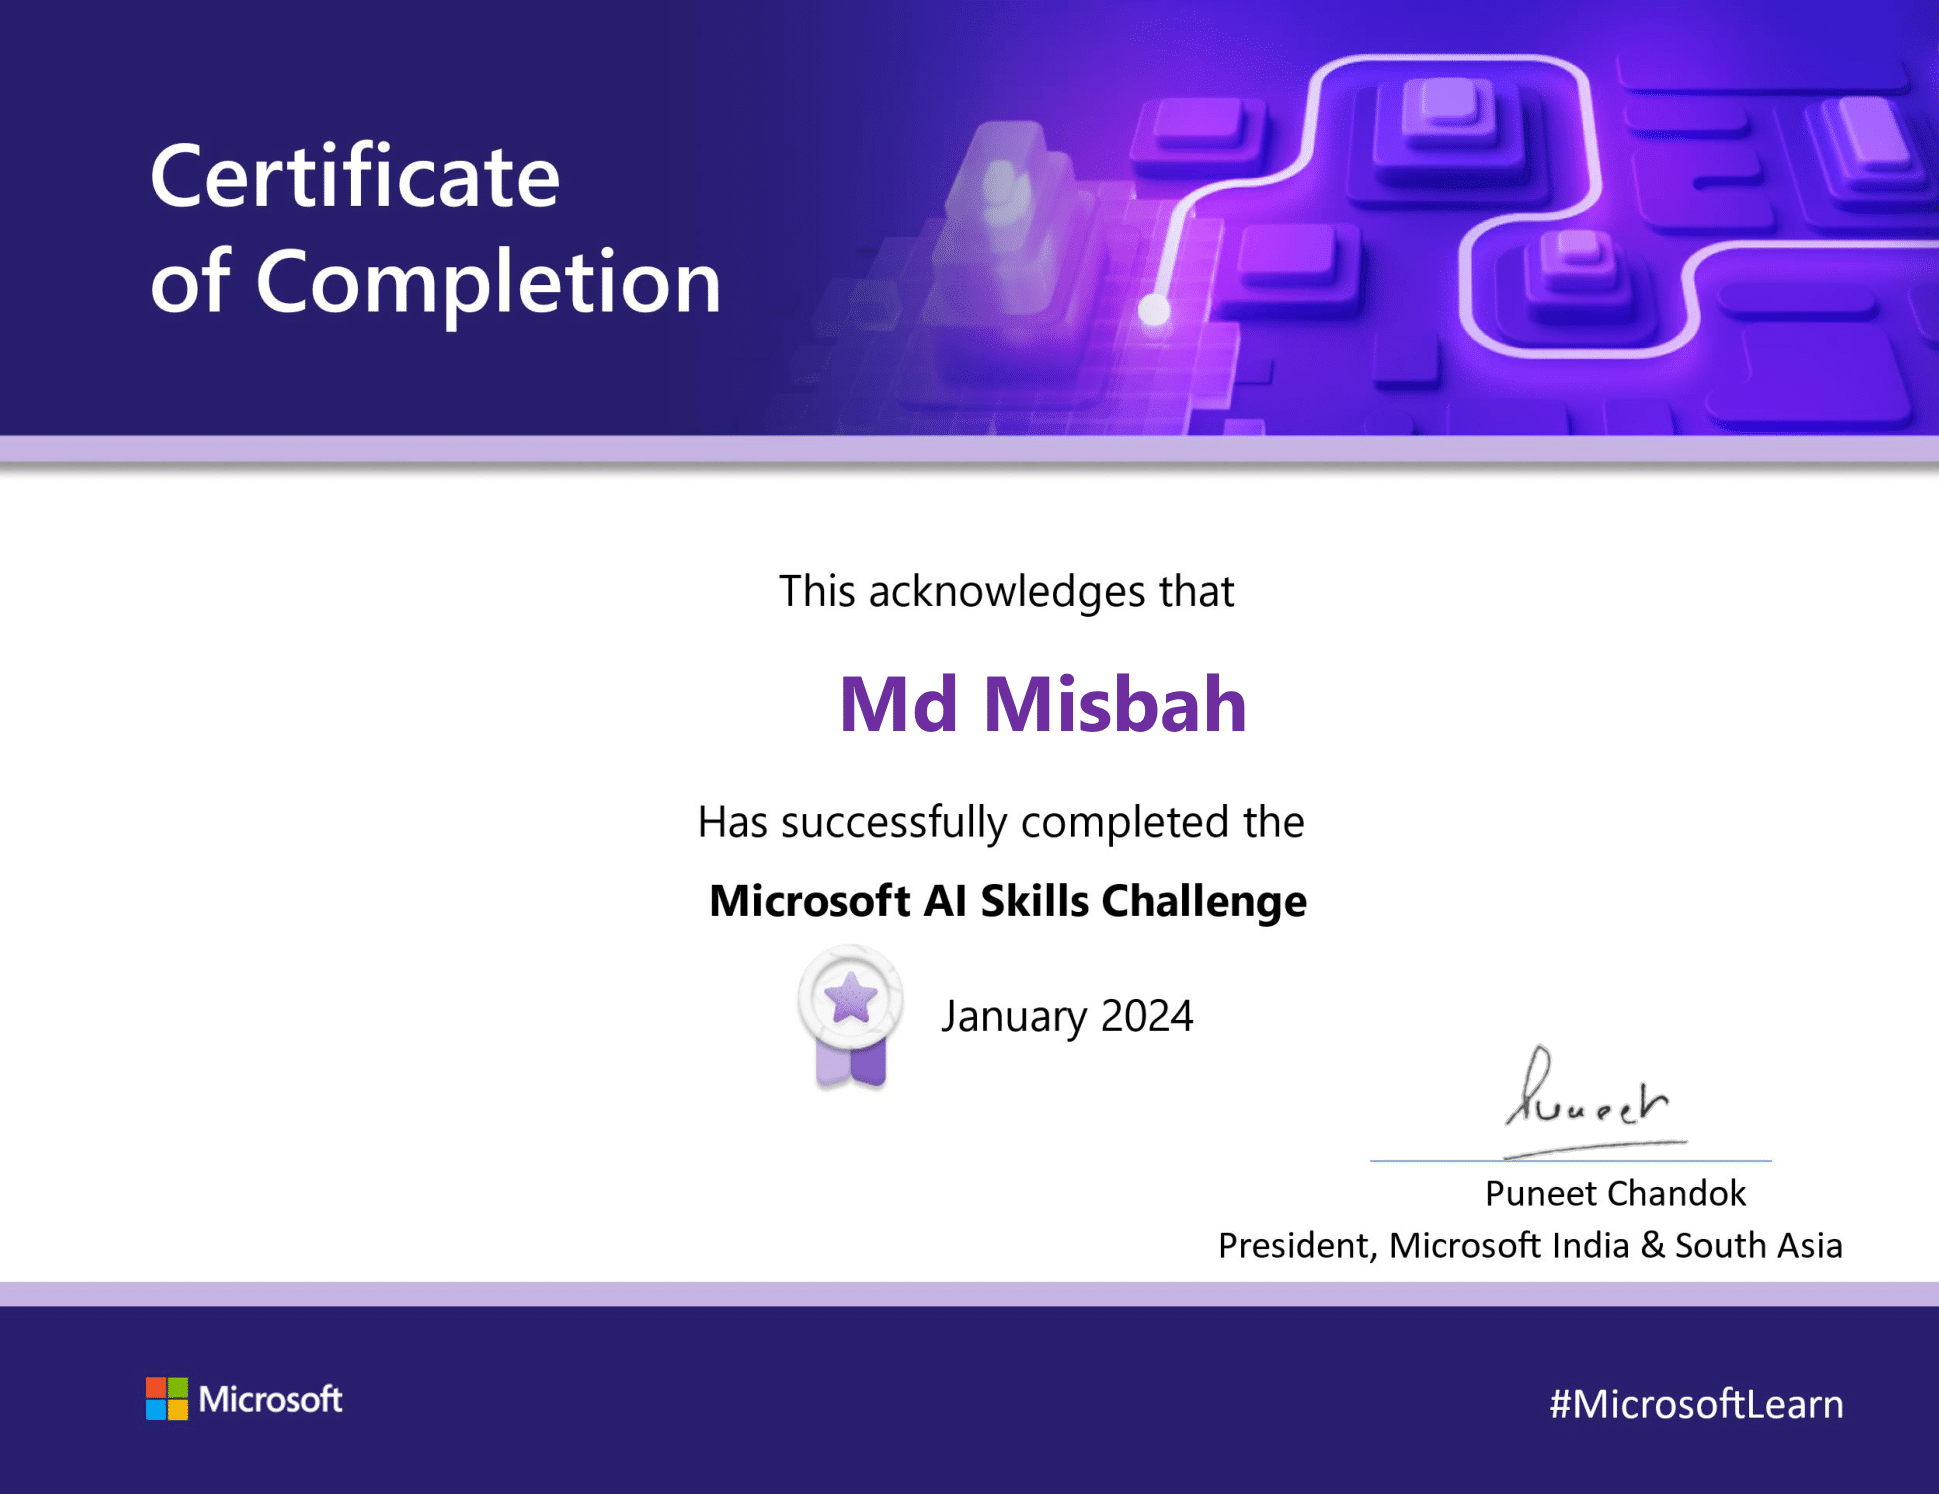 Certificate
of Completion
This acknowledges that
Md Misbah
Has successfully completed the
Microsoft AI Skills Challenge
January 2024
Puneet
Puneet Chandok
President, Microsoft India & South Asia
Microsoft
#MicrosoftLearn